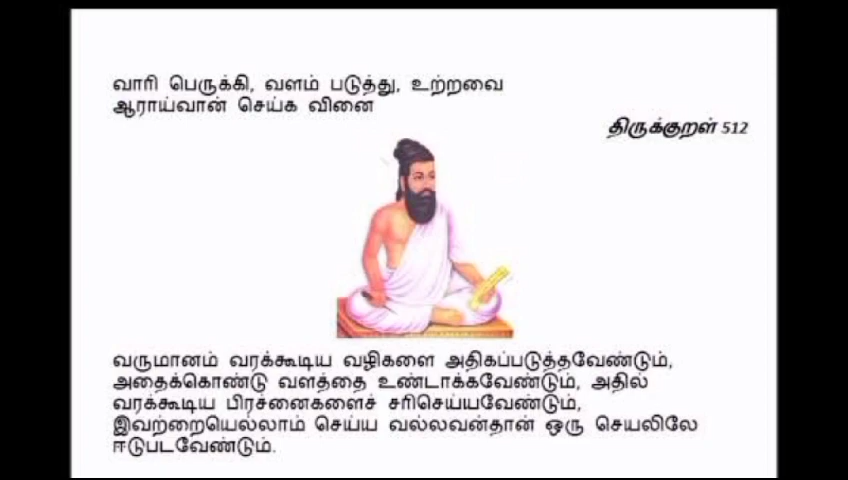 வாரி பெருக்கி, வளம் படுத்து, உற்றவை
ஆராய்வான் செய்க வினை
திருக்குறள் 512
வருமானம் வரக்கூடிய வழிகளை அதிகப்படுத்தவேண்டும்,
அதைக்கொண்டு வளத்தை உண்டாக்கவேண்டும், அதில்
வரக்கூடிய பிரச்னைகளைச் சரிசெய்யவேண்டும்,
இவற்றையெல்லாம் செய்ய வல்லவன்தான் ஒரு செயலிலே
ஈடுபடவேண்டும்.